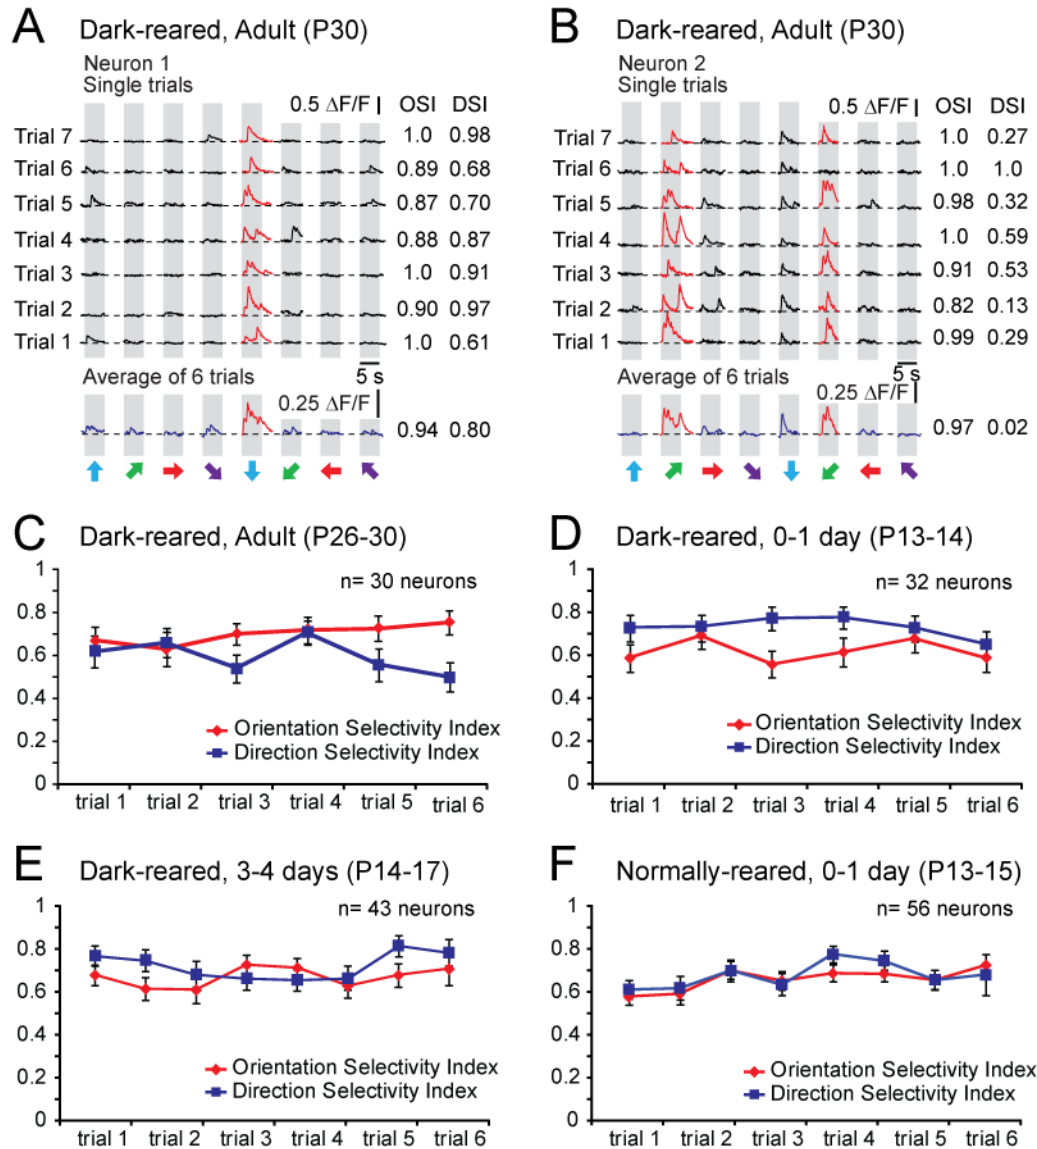 A Dark-reared, Adult (P30)
Neuron 1
Single trials
0.5 ΔF/F OSI DSI
Trial 7 1.0 0.98
Trial 6 0.89 0.68
Trial 5 0.87 0.70
Trial 4 0.88 0.87
Trial 3 1.0 0.91
Trial 2 0.90 0.97
Trial 1 1.0 0.61
Average of 6 trials 5 s
0.25 ΔF/F
0.94 0.80
B Dark-reared, Adult (P30)
Neuron 2
Single trials
0.5 ΔF/F OSI DSI
Trial 7 1.0 0.27
Trial 6 1.0 1.0
Trial 5 0.98 0.32
Trial 4 1.0 0.59
Trial 3 0.91 0.53
Trial 2 0.82 0.13
Trial 1 0.99 0.29
Average of 6 trials 5 s
0.25 ΔF/F
0.97 0.02
C Dark-reared, Adult (P26-30)
n= 30 neurons
1
0.8
0.6
0.4
0.2
0
Orientation Selectivity Index
Direction Selectivity Index
trial 1 trial 2 trial 3 trial 4 trial 5 trial 6
D Dark-reared, 0-1 day (P13-14)
n= 32 neurons
1
0.8
0.6
0.4
0.2
0
Orientation Selectivity Index
Direction Selectivity Index
trial 1 trial 2 trial 3 trial 4 trial 5 trial 6
E Dark-reared, 3-4 days (P14-17)
n= 43 neurons
1
0.8
0.6
0.4
0.2
0
Orientation Selectivity Index
Direction Selectivity Index
trial 1 trial 2 trial 3 trial 4 trial 5 trial 6
F Normally-reared, 0-1 day (P13-15)
n= 56 neurons
1
0.8
0.6
0.4
0.2
0
Orientation Selectivity Index
Direction Selectivity Index
trial 1 trial 2 trial 3 trial 4 trial 5 trial 6